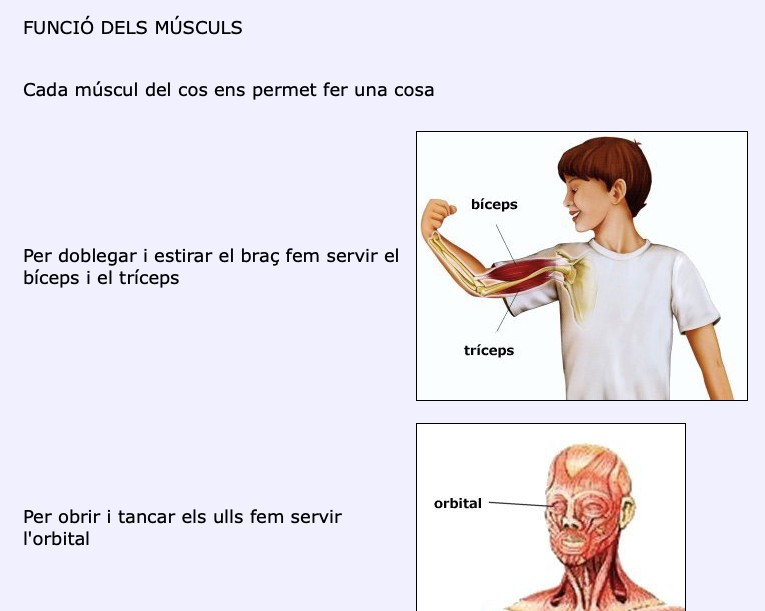 FUNCIÓ DELS MÚSCULS
Cada múscul del cos ens permet fer una cosa
bíceps
Per doblegar i estirar el braç fem servir el
bíceps i el tríceps
tríceps
orbital
Per obrir i tancar els ulls fem servir
l'orbital